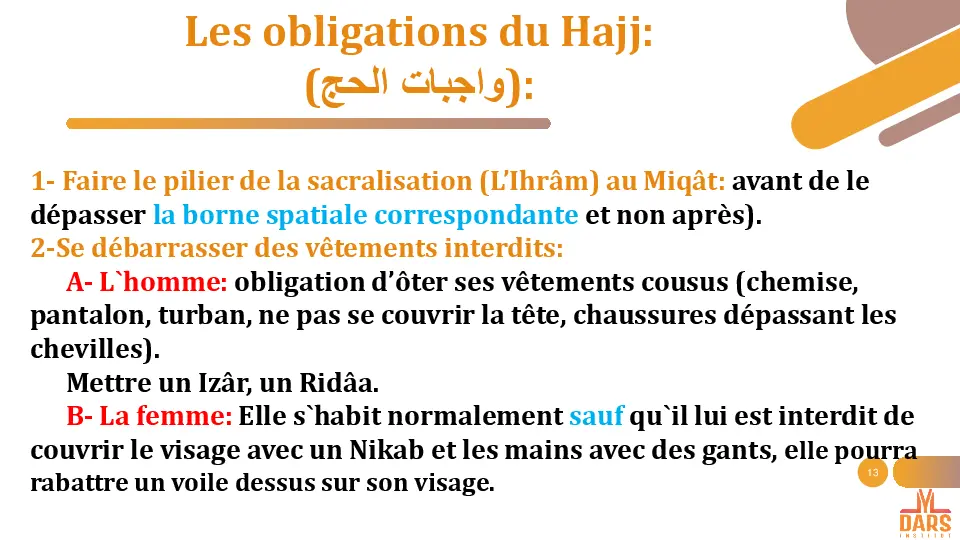 Les obligations du Hajj:
(واجبات الحج):
1- Faire le pilier de la sacralisation (L’Ihrâm) au Miqât: avant de le
dépasser la borne spatiale correspondante et non après).
2-Se débarrasser des vêtements interdits:
A- L`homme: obligation d’ôter ses vêtements cousus (chemise,
pantalon, turban, ne pas se couvrir la tête, chaussures dépassant les
chevilles).
Mettre un Izâr, un Ridâa.
B- La femme: Elle s`habit normalement sauf qu`il lui est interdit de
couvrir le visage avec un Nikab et les mains avec des gants, elle pourra
rabattre un voile dessus sur son visage.
13
DARS
INSTITUT